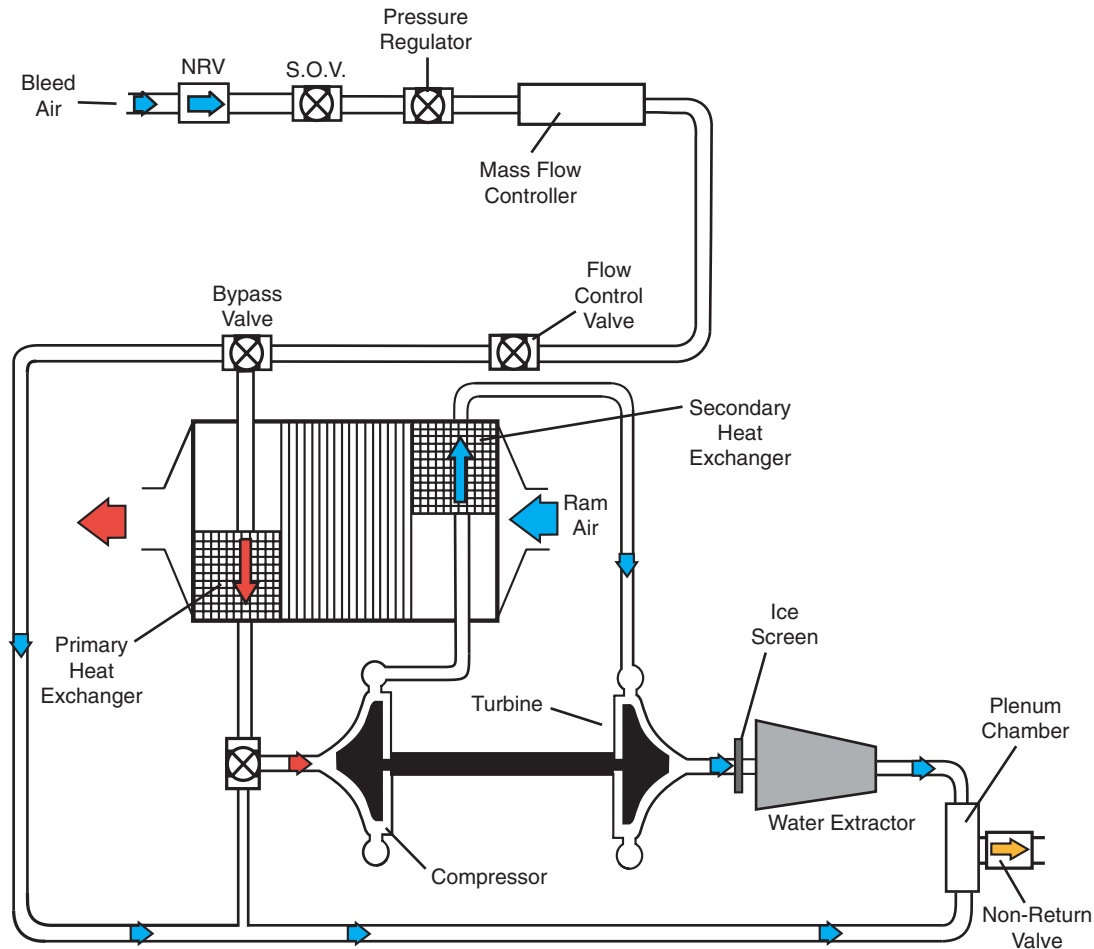 Pressure
Regulator
NRV
S.O.V.
Bleed
Air
Mass Flow
Controller
Flow
Control
Valve
Bypass
Valve
Secondary
Heat
Exchanger
Ram
Air
Ice
Screen
Primary
Heat
Exchanger
Turbine
Plenum
Chamber
Water Extractor
Compressor
Non-Return
Valve